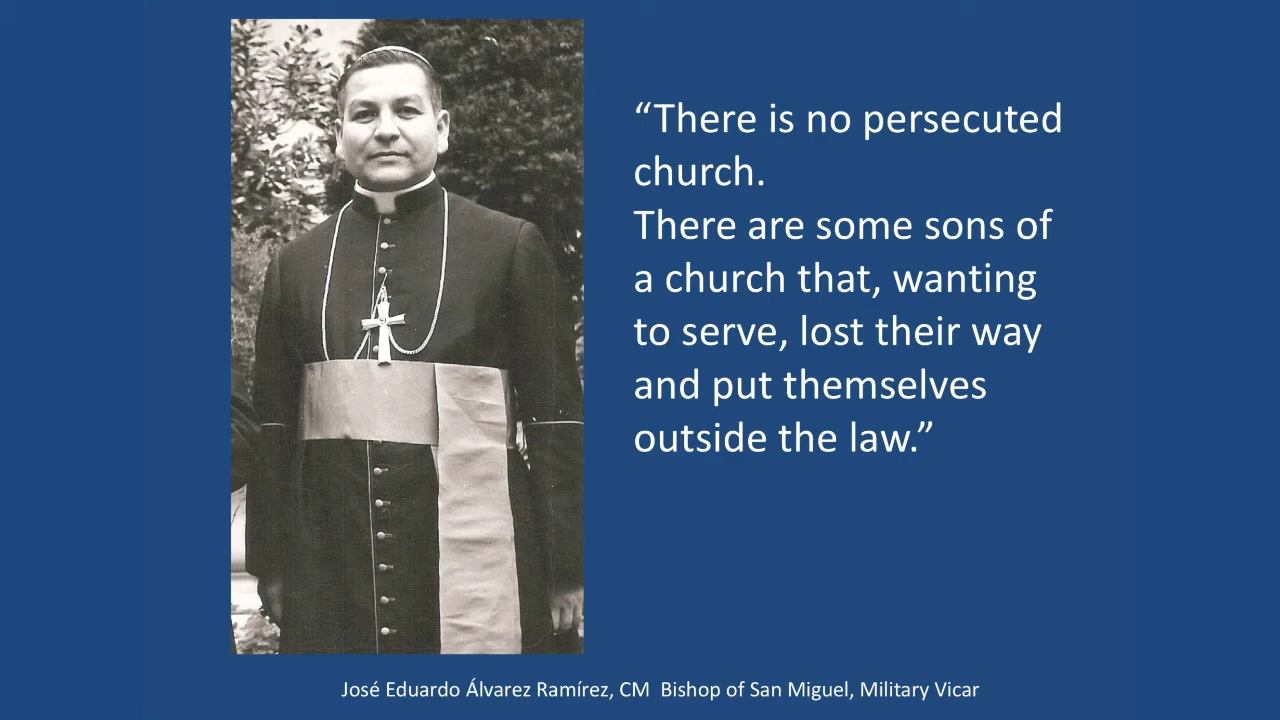 “There is no persecuted
church.
There are some sons of
a church that, wanting
to serve, lost their way
and put themselves
outside the law.”
José Eduardo Álvarez Ramírez, CM  Bishop of San Miguel, Military Vicar